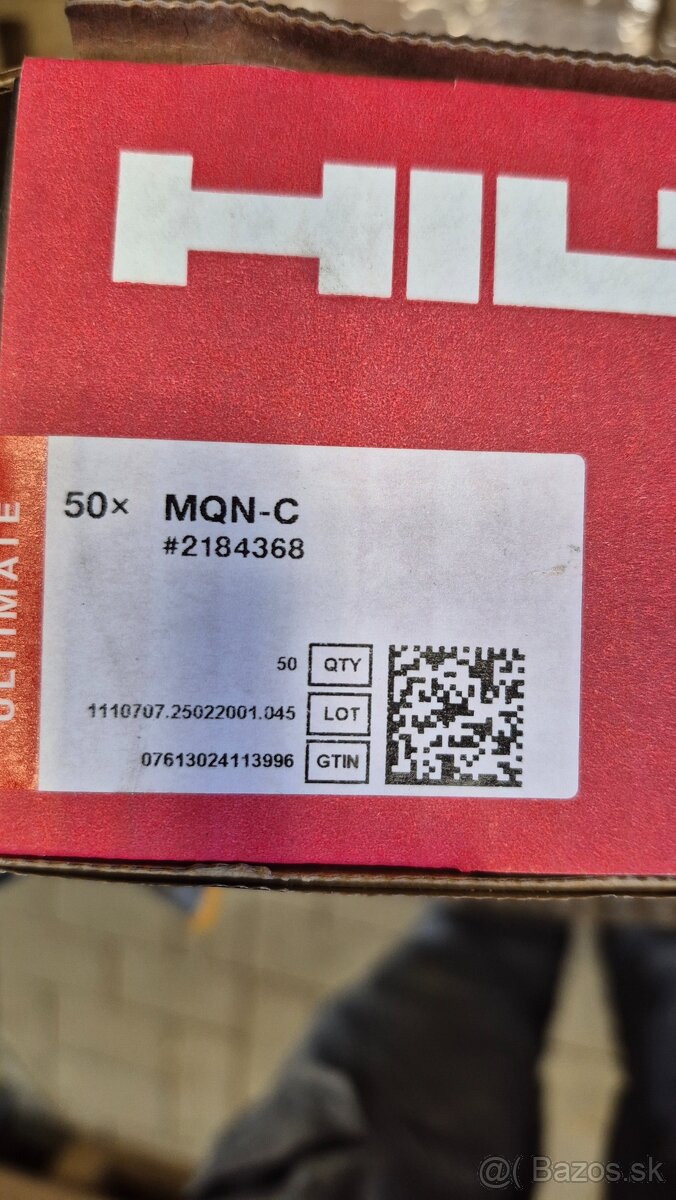 HIL
ULTIMATE
50× MQN-C
#2184368
50 QTY
1110707.25022001.045 LOT
07613024113996 GTIN
@( Bazos.sk